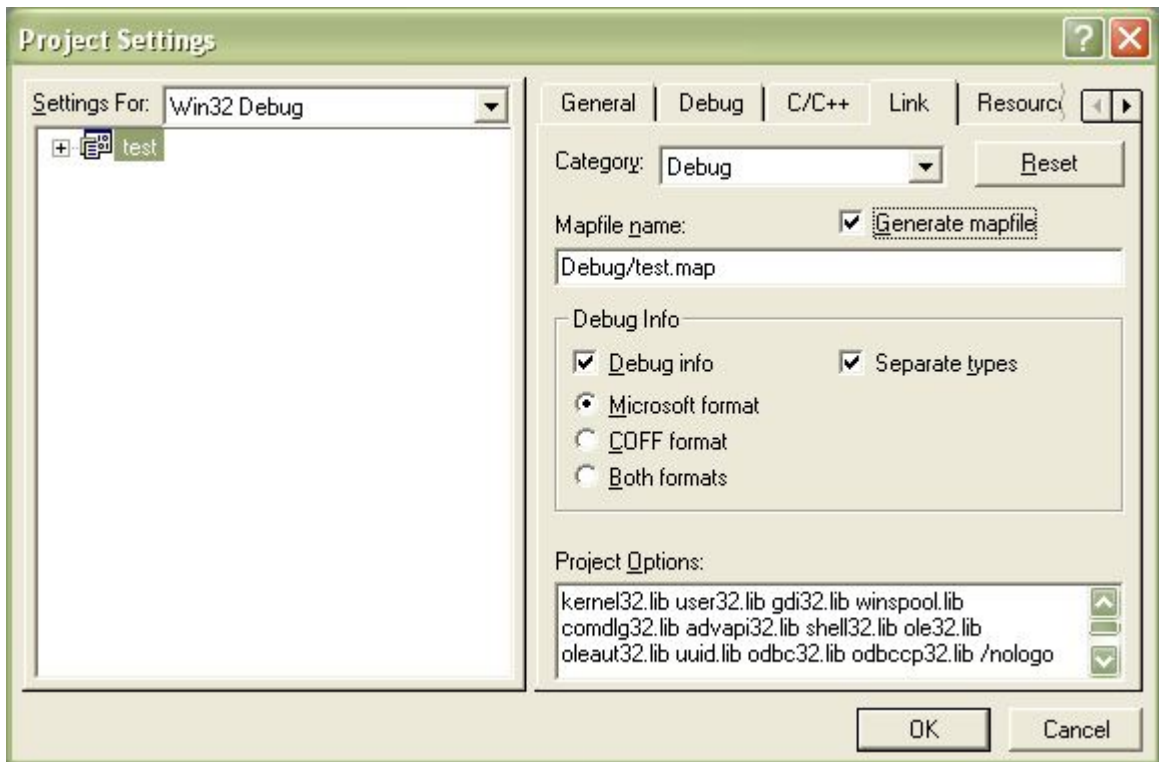 Project Settings
Settings For: Win32 Debug
test
General Debug C/C++ Link Resourc
Category: Debug Reset
Mapfile name: Generate mapfile
Debug/test.map
Debug Info
Debug info Separate types
Microsoft format
COFF format
Both formats
Project Options:
kernel32.lib user32.lib gdi32.lib winspool.lib
comdlg32.lib advapi32.lib shell32.lib ole32.lib
oleaut32.lib uuid.lib odbc32.lib odbccp32.lib /nologo
OK Cancel